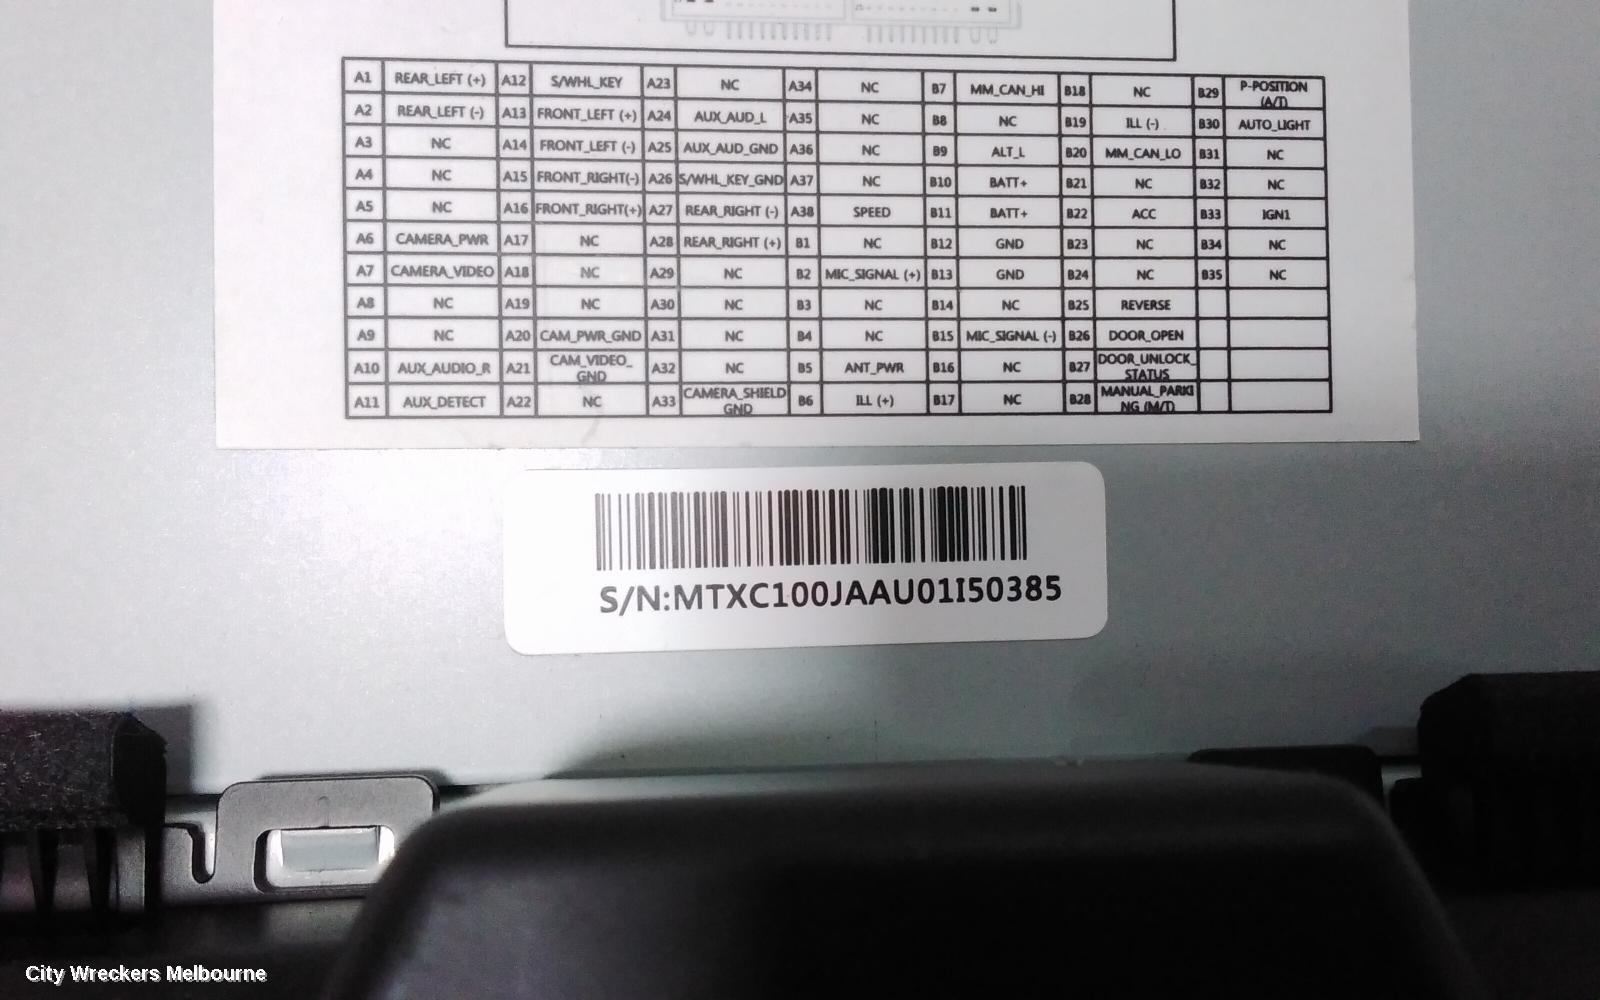 A1 REAR_LEFT (+) A12 S/WHL_KEY A23 NC A34 NC B7 MM_CAN_HI B18 NC B29 P-POSITION (A/T)
A2 REAR_LEFT (-) A13 FRONT_LEFT (+) A24 AUX_AUD_L A35 NC B8 NC B19 ILL (-) B30 AUTO_LIGHT
A3 NC A14 FRONT_LEFT (-) A25 AUX_AUD_GND A36 NC B9 ALT_L B20 MM_CAN_LO B31 NC
A4 NC A15 FRONT_RIGHT(-) A26 S/WHL_KEY_GND A37 NC B10 BATT+ B21 NC B32 NC
A5 NC A16 FRONT_RIGHT(+) A27 REAR_RIGHT (-) A38 SPEED B11 BATT+ B22 ACC B33 IGN1
A6 CAMERA_PWR A17 NC A28 REAR_RIGHT (+) B1 NC B12 GND B23 NC B34 NC
A7 CAMERA_VIDEO A18 NC A29 NC B2 MIC_SIGNAL (+) B13 GND B24 NC B35 NC
A8 NC A19 NC A30 NC B3 NC B14 NC B25 REVERSE
A9 NC A20 CAM_PWR_GND A31 NC B4 NC B15 MIC_SIGNAL (-) B26 DOOR_OPEN
A10 AUX_AUDIO_R A21 CAM_VIDEO_ GND A32 NC B5 ANT_PWR B16 NC B27 DOOR_UNLOCK_ STATUS
A11 AUX_DETECT A22 NC A33 CAMERA_SHIELD GND B6 ILL (+) B17 NC B28 MANUAL_PARKI NG (M/T)
S/N:MTXC100JAAU01I50385
City Wreckers Melbourne